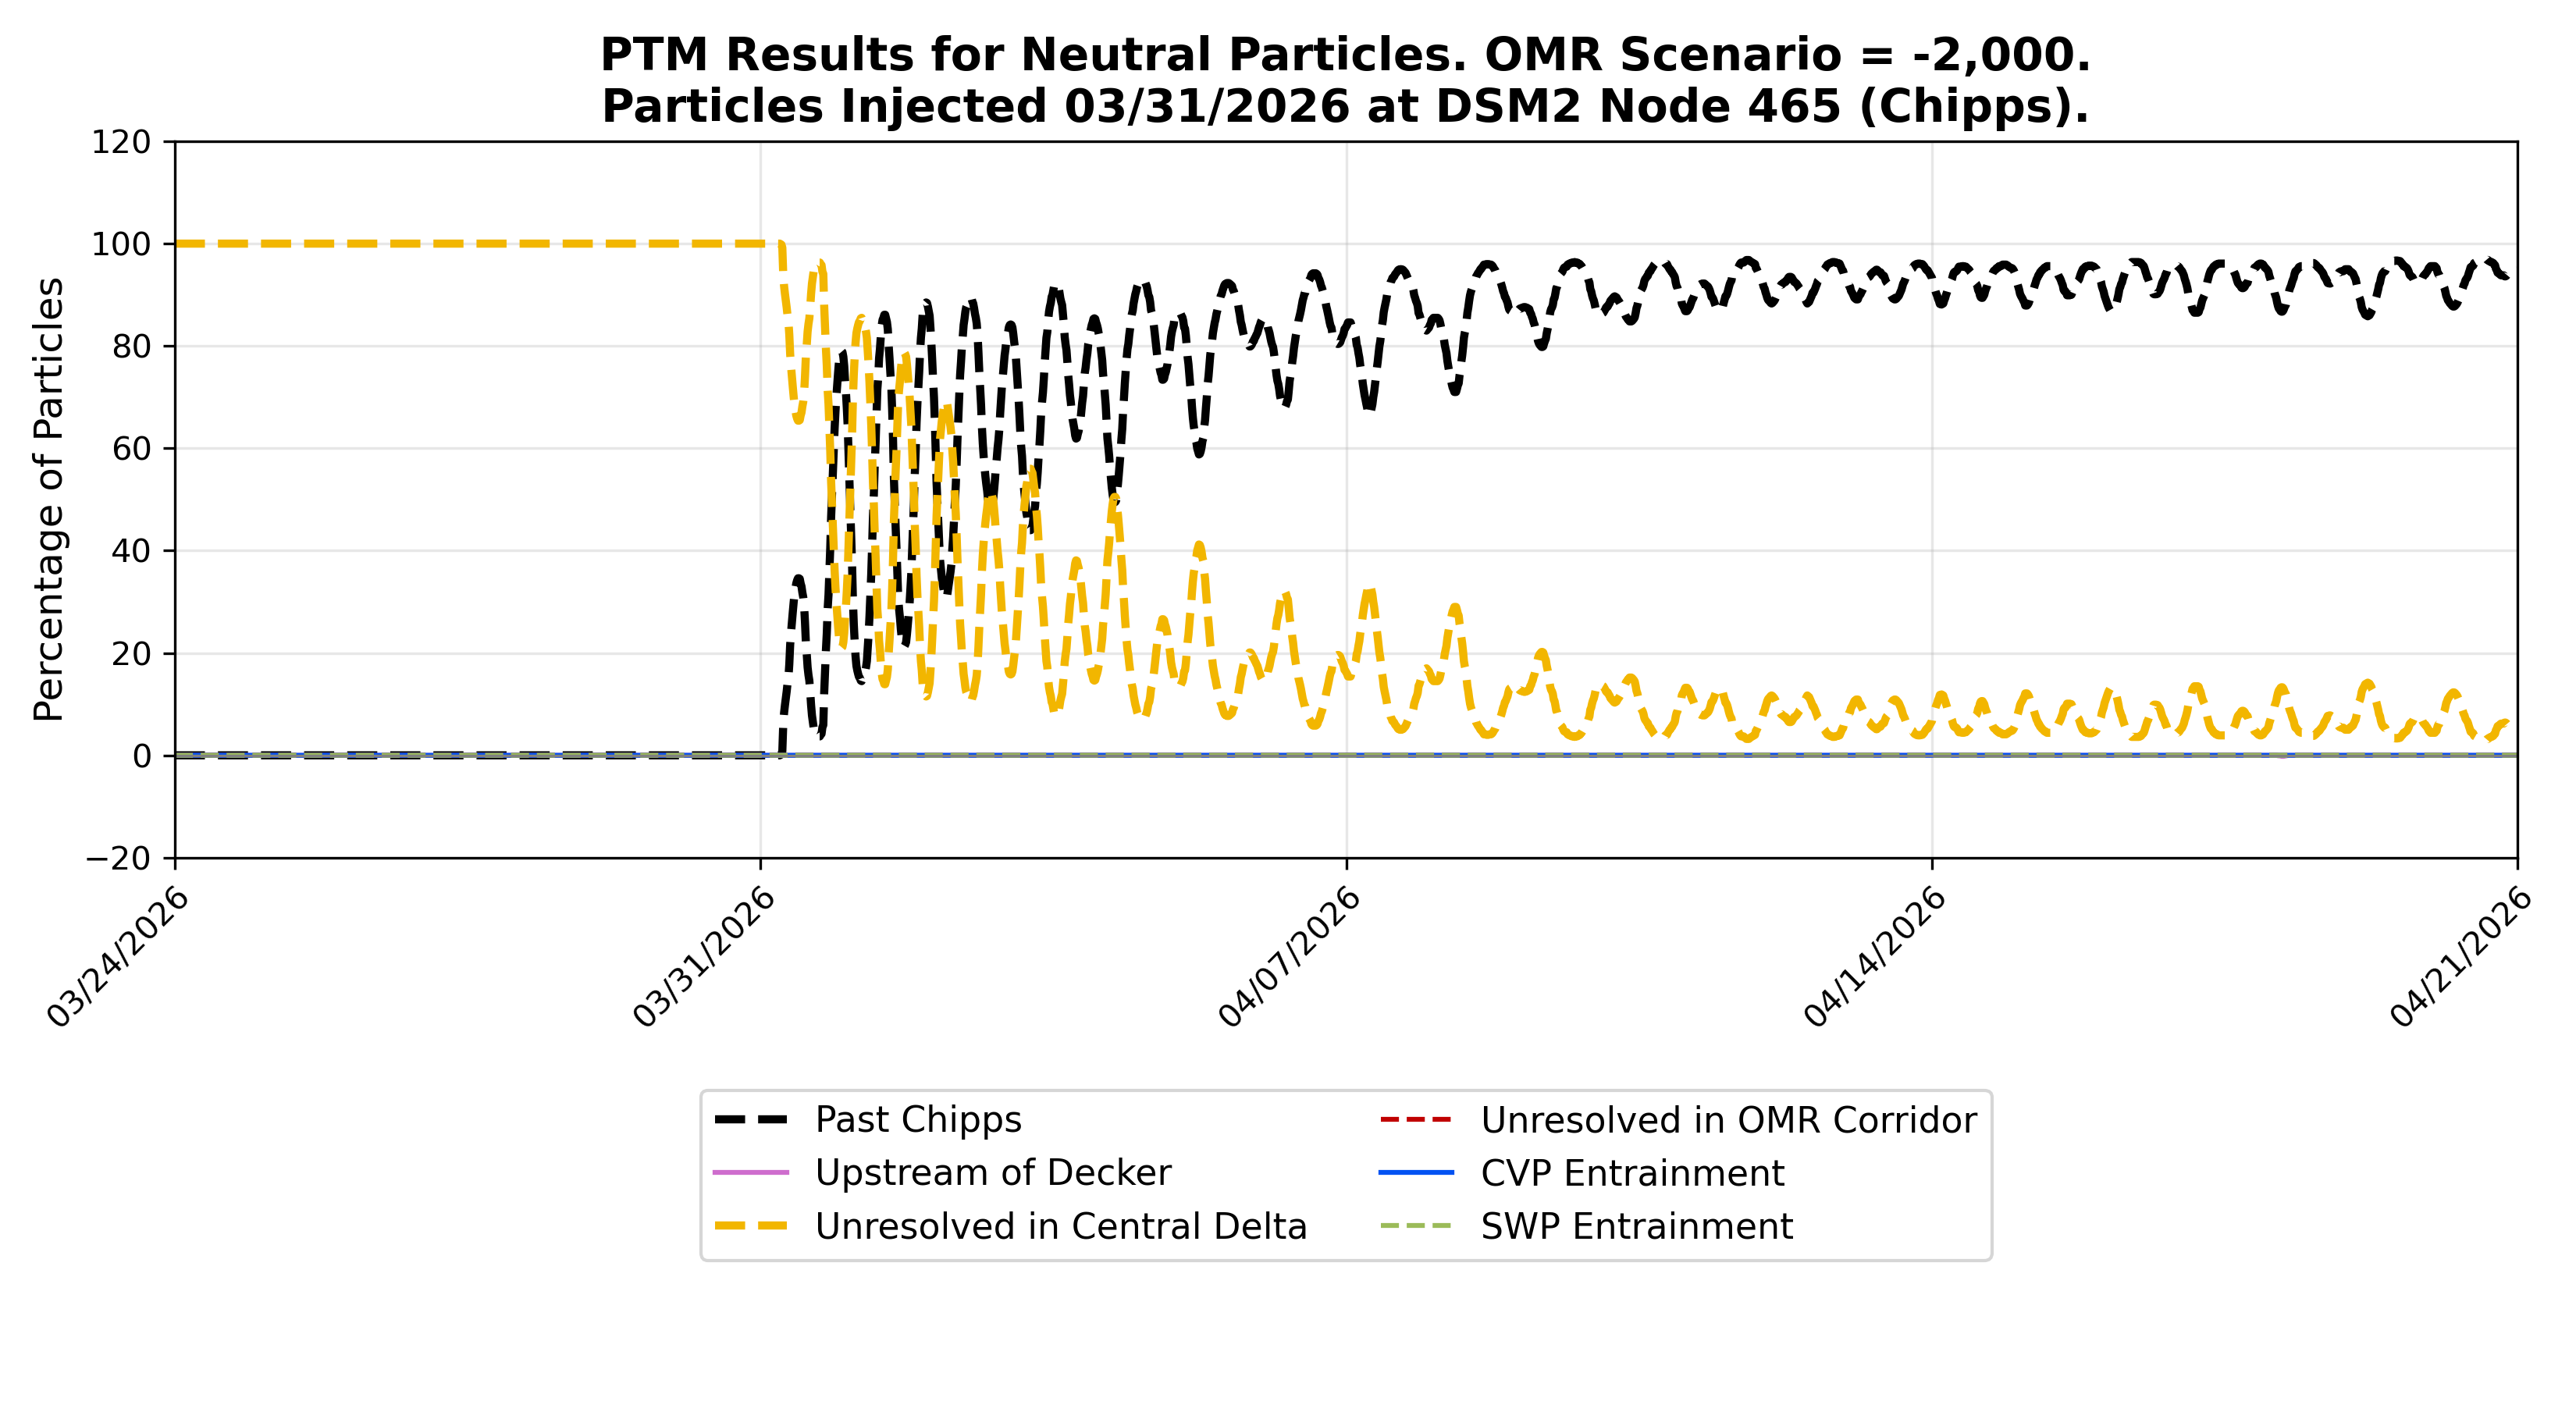 PTM Results for Neutral Particles. OMR Scenario = -2,000.
Particles Injected 03/31/2026 at DSM2 Node 465 (Chipps).
Percentage of Particles
120
100
80
60
40
20
0
−20
03/24/2026
03/31/2026
04/07/2026
04/14/2026
04/21/2026
Past Chipps
Upstream of Decker
Unresolved in Central Delta
Unresolved in OMR Corridor
CVP Entrainment
SWP Entrainment